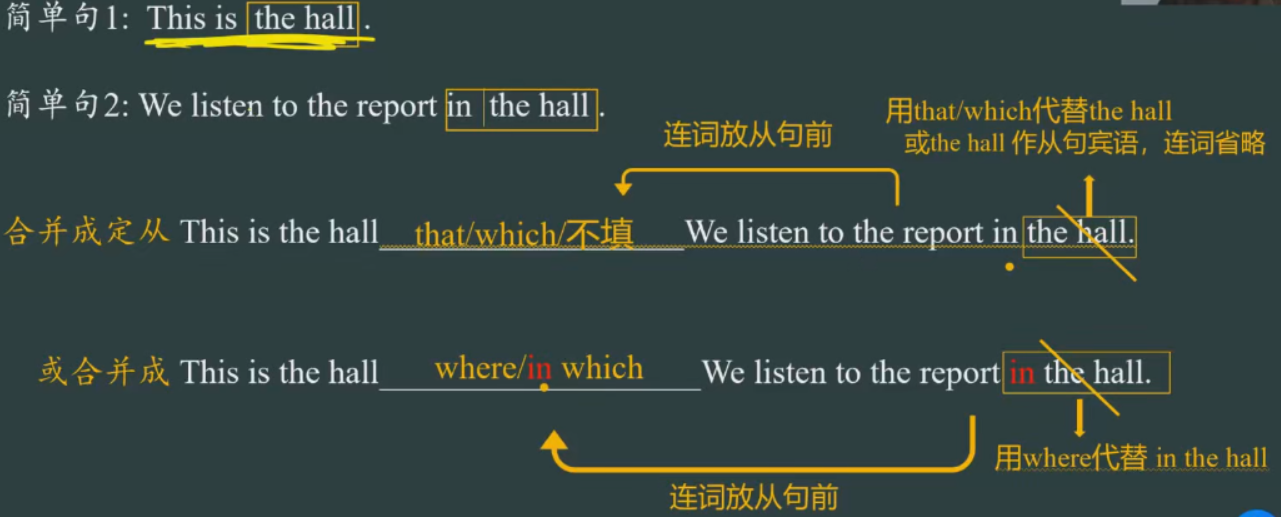 简单句1: This is the hall.
简单句2: We listen to the report in the hall.
用that/which代替the hall
连词放从句前
或the hall 作从句宾语，连词省略
合并成定从 This is the hall that/which/不填 We listen to the report in the hall.
或合并成 This is the hall where/in which We listen to the report in the hall.
用where代替 in the hall
连词放从句前